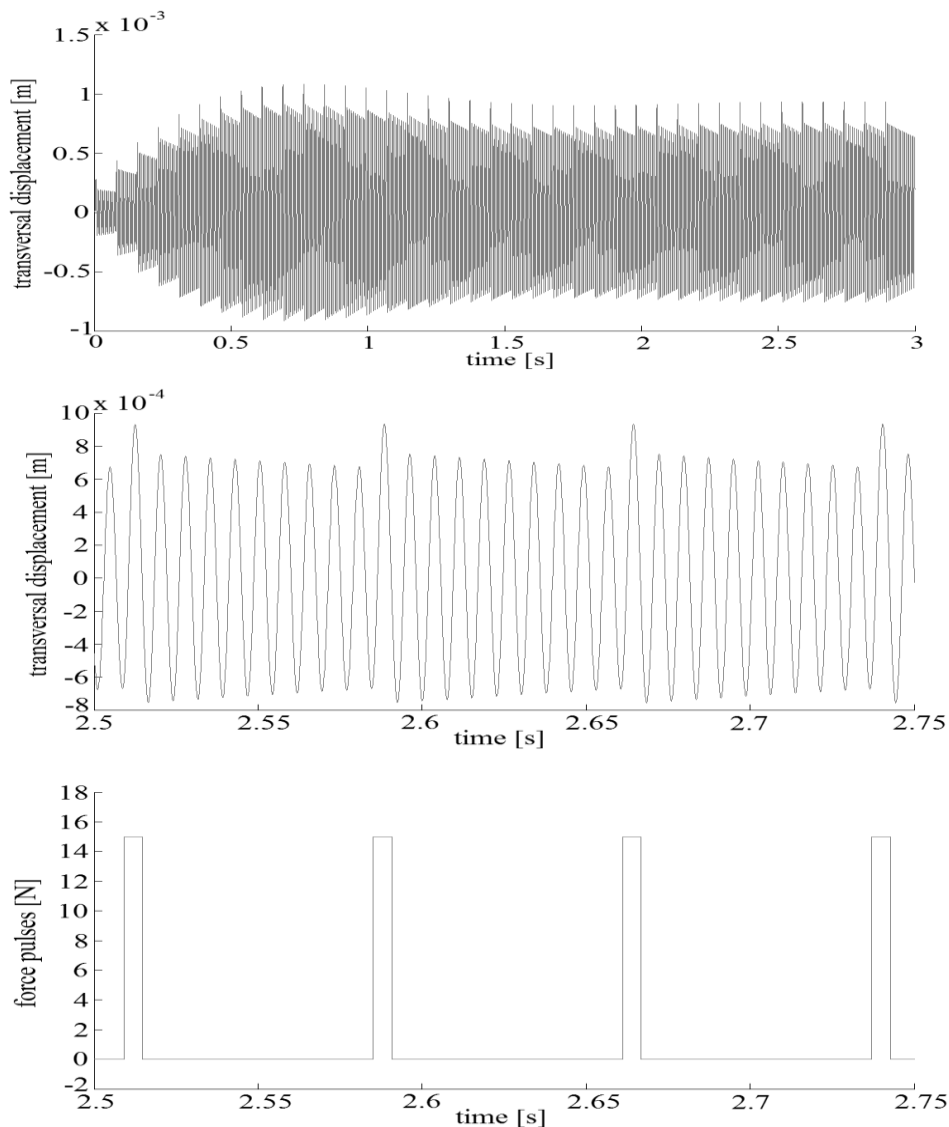 x 10-3
1.5
1
0.5
0
-0.5
-1
transversal displacement [m]
0 0.5 1 1.5 2 2.5 3
time [s]
x 10-4
10
8
6
4
2
0
-2
-4
-6
-8
transversal displacement [m]
2.5 2.55 2.6 2.65 2.7 2.75
time [s]
18
16
14
12
10
8
6
4
2
0
-2
force pulses [N]
2.5 2.55 2.6 2.65 2.7 2.75
time [s]